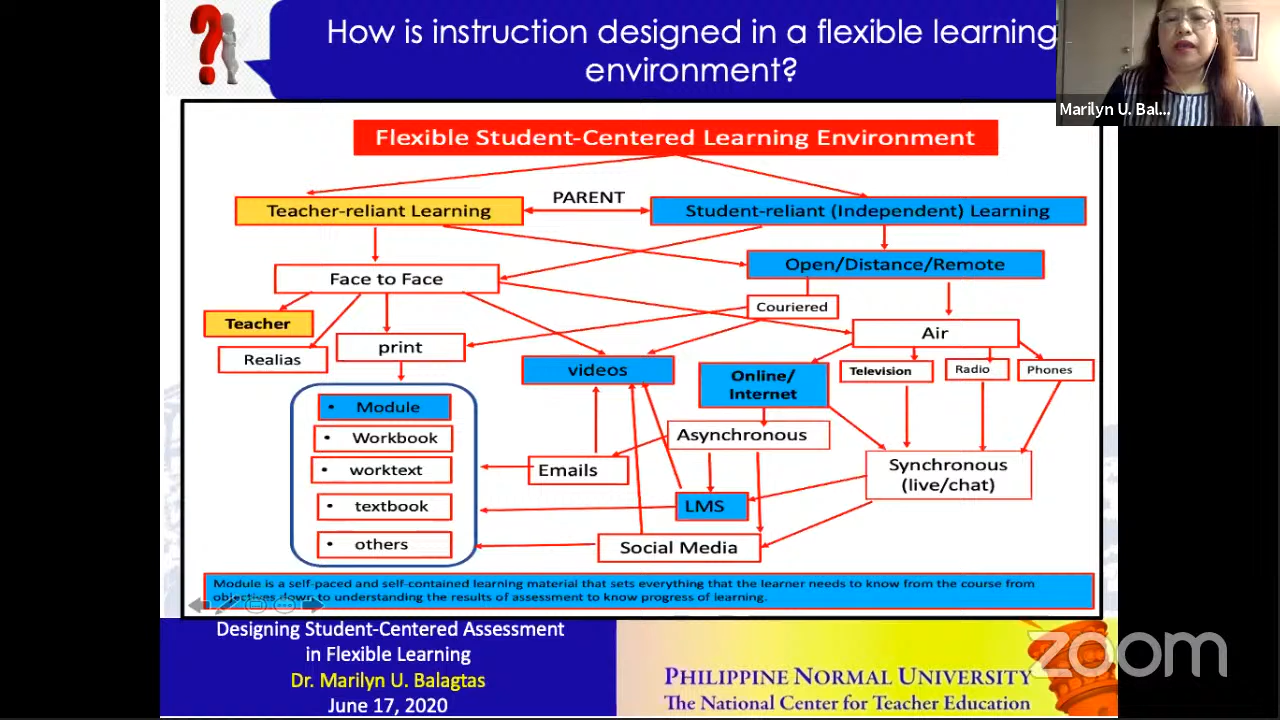 How is instruction designed in a flexible learning
environment?
Marilyn U. Bal...
Flexible Student-Centered Learning Environment
PARENT
Teacher-reliant Learning
Student-reliant (Independent) Learning
Open/Distance/Remote
Face to Face
Couriered
Teacher
Air
print
Realias
videos
Online/
Internet
Television
Radio
Phones
• Module
• Workbook
• worktext
• textbook
• others
Asynchronous
Emails
Synchronous
(live/chat)
LMS
Social Media
Module is a self-paced and self-contained learning material that sets everything that the learner needs to know from the course from
objectives down to understanding the results of assessment to know progress of learning.
Designing Student-Centered Assessment
in Flexible Learning
Dr. Marilyn U. Balagtas
June 17, 2020
PHILIPPINE NORMAL UNIVERSITY
The National Center for Teacher Education
zoom